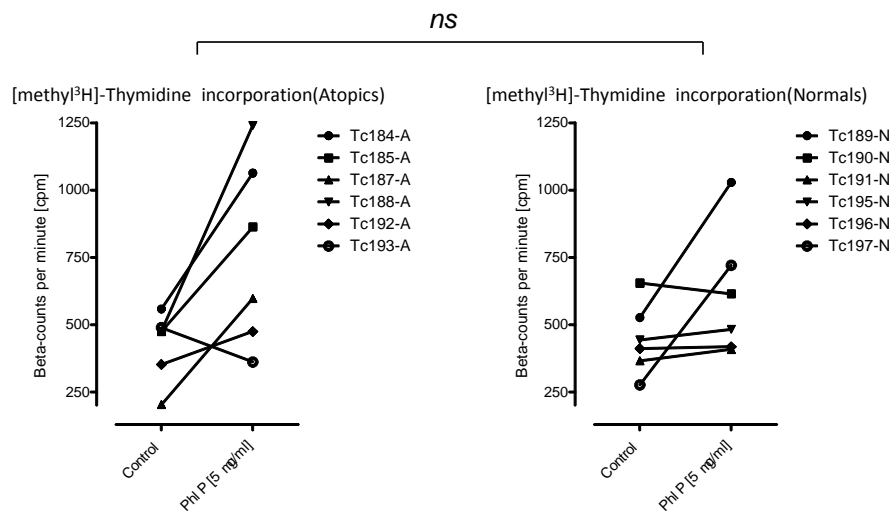 ns
[methyl³H]-Thymidine incorporation(Atopics)
1250
1000
750
500
250
Beta-counts per minute [cpm]
Control
Phl P [5 mg/ml]
Tc184-A
Tc185-A
Tc187-A
Tc188-A
Tc192-A
Tc193-A
[methyl³H]-Thymidine incorporation(Normals)
1250
1000
750
500
250
Beta-counts per minute [cpm]
Control
Phl P [5 mg/ml]
Tc189-N
Tc190-N
Tc191-N
Tc195-N
Tc196-N
Tc197-N